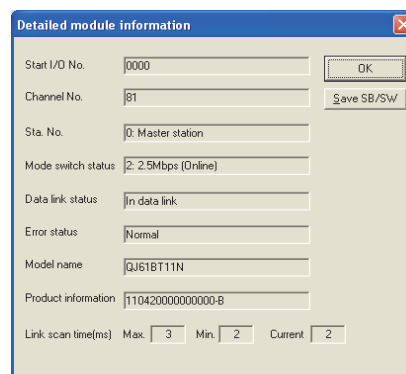 Detailed module information
Start I/O No. 0000 OK
Channel No. 81 Save SB/SW
Sta. No. 0: Master station
Mode switch status 2: 2.5Mbps (Online)
Data link status In data link
Error status Normal
Model name QJ61BT11N
Product information 110420000000000-B
Link scan time(ms) Max. 3 Min. 2 Current 2